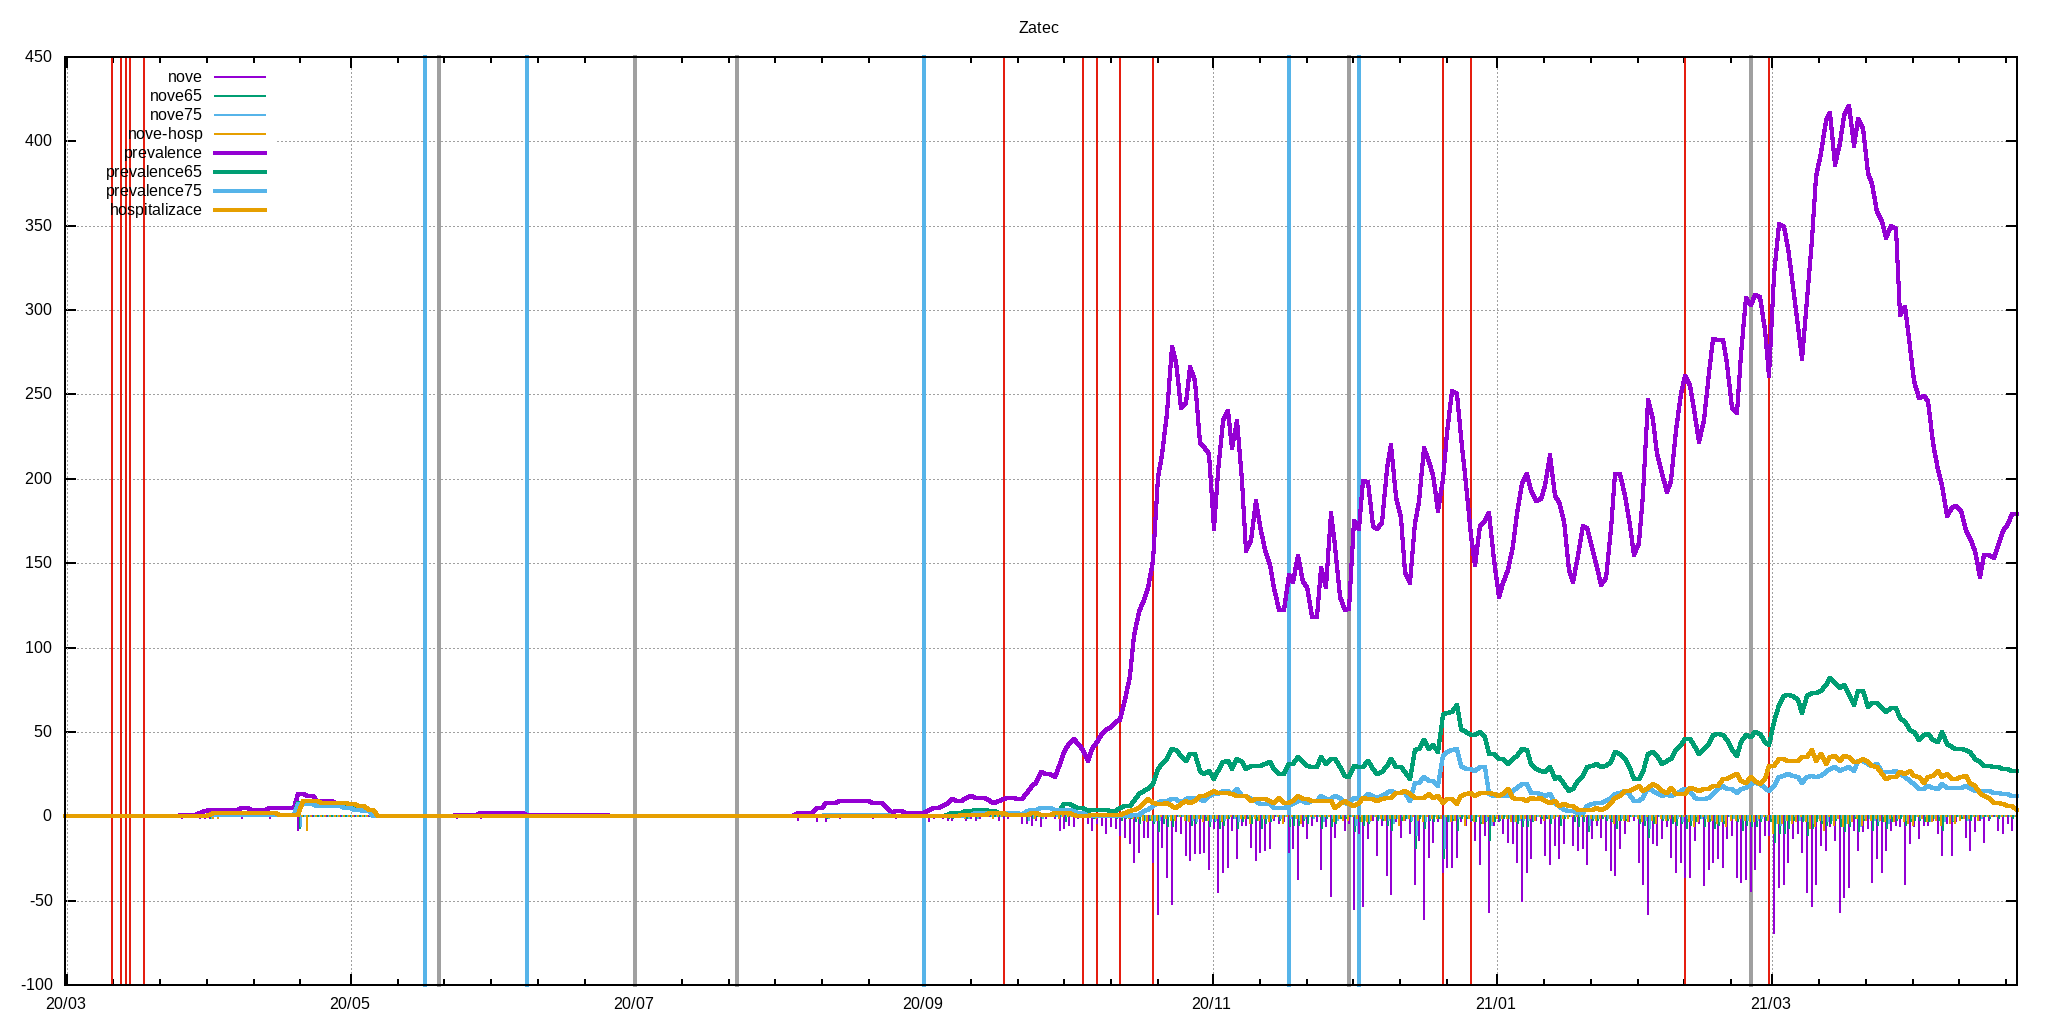 Zatec
450
400
350
300
250
200
150
100
50
0
-50
-100
nove
nove65
nove75
nove-hosp
prevalence
prevalence65
prevalence75
hospitalizace
20/03 20/05 20/07 20/09 20/11 21/01 21/03